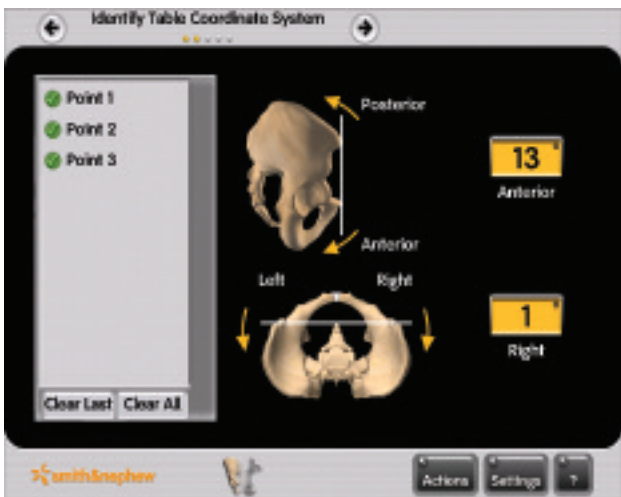 Identify Table Coordinate System
Point 1
Point 2
Point 3
Posterior
13
Anterior
Anterior
Left Right
1
Right
Clear Last Clear All
smith&nephew
Actions Settings ?